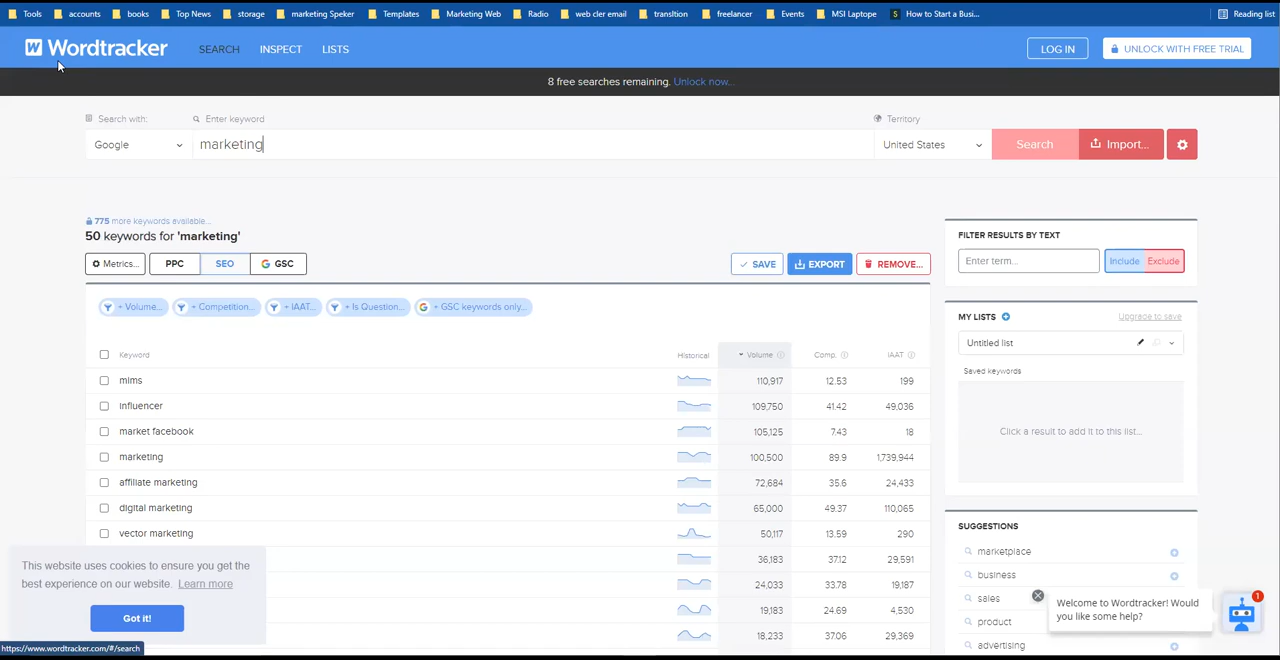 Tools accounts books Top News storage marketing Speker Templates Marketing Web Radio web cler email transltion freelancer Events MSI Laptope S How to Start a Busi... Reading list
W Wordtracker SEARCH INSPECT LISTS LOG IN UNLOCK WITH FREE TRIAL
8 free searches remaining. Unlock now...
Search with: Enter keyword Territory
Google marketing United States Search Import...
775 more keywords available...
50 keywords for 'marketing'
FILTER RESULTS BY TEXT
Metrics... PPC SEO G GSC SAVE EXPORT REMOVE... Enter term... Include Exclude
+ Volume... + Competition... + IAAT... + Is Question... G + GSC keywords only...
MY LISTS Upgrade to save
Untitled list
Keyword Historical Volume Comp. IAAT
Saved keywords
mims 110,917 12.53 199
influencer 109,750 41.42 49,036
market facebook 105,125 7.43 18
Click a result to add it to this list...
marketing 100,500 89.9 1,739,944
affiliate marketing 72,684 35.6 24,433
digital marketing 65,000 49.37 110,065
SUGGESTIONS
vector marketing 50,117 13.59 290
marketplace
36,183 37.12 29,591
This website uses cookies to ensure you get the
best experience on our website. Learn more
business
24,033 33.78 19,187
sales
Welcome to Wordtracker! Would
you like some help?
1
19,183 24.69 4,530
Got it!
product
18,233 37.06 29,369
advertising
https://www.wordtracker.com/#/search